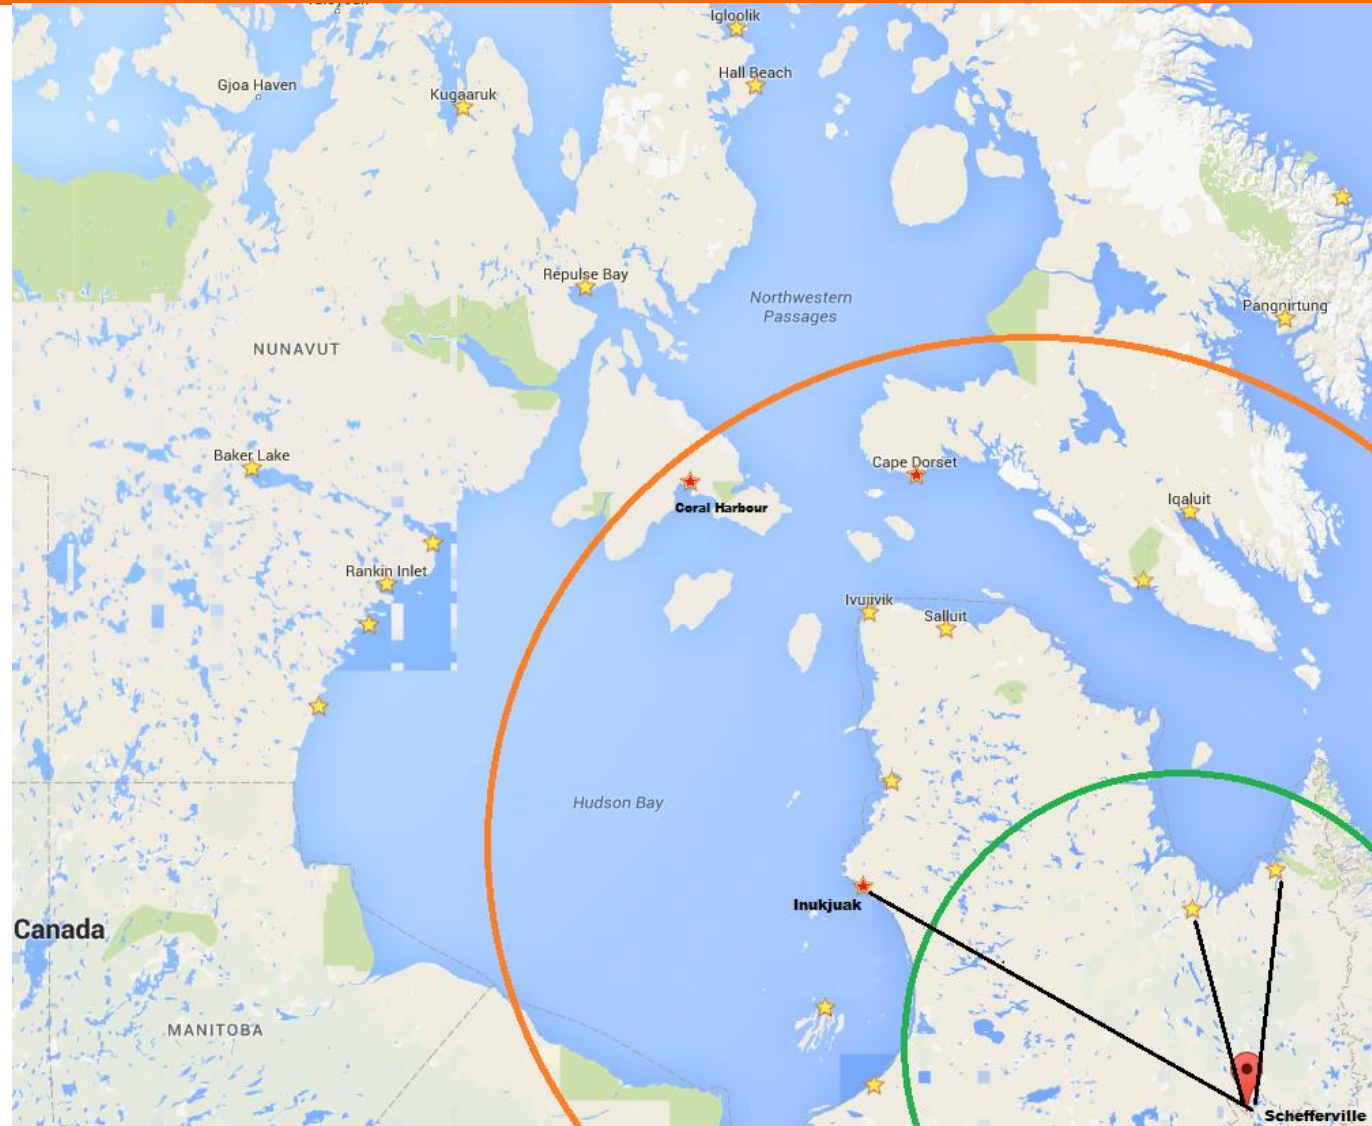 Igloolik
Hall Beach
Gjoa Haven
Kugaaruk
Repulse Bay
Northwestern
Passages
Pangnirtung
NUNAVUT
Baker Lake
Cape Dorset
Coral Harbour
Iqaluit
Rankin Inlet
Ivujivik
Salluit
Hudson Bay
Inukjuak
Canada
MANITOBA
Schefferville